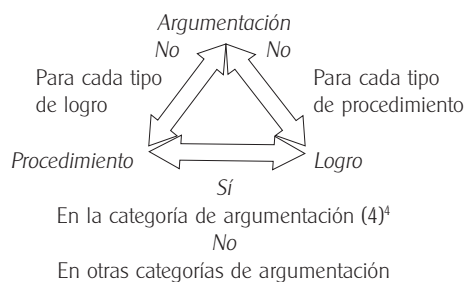 Argumentación
No No
Para cada tipo de logro
Para cada tipo de procedimiento
Procedimiento Logro
Sí
En la categoría de argumentación (4)⁴
No
En otras categorías de argumentación